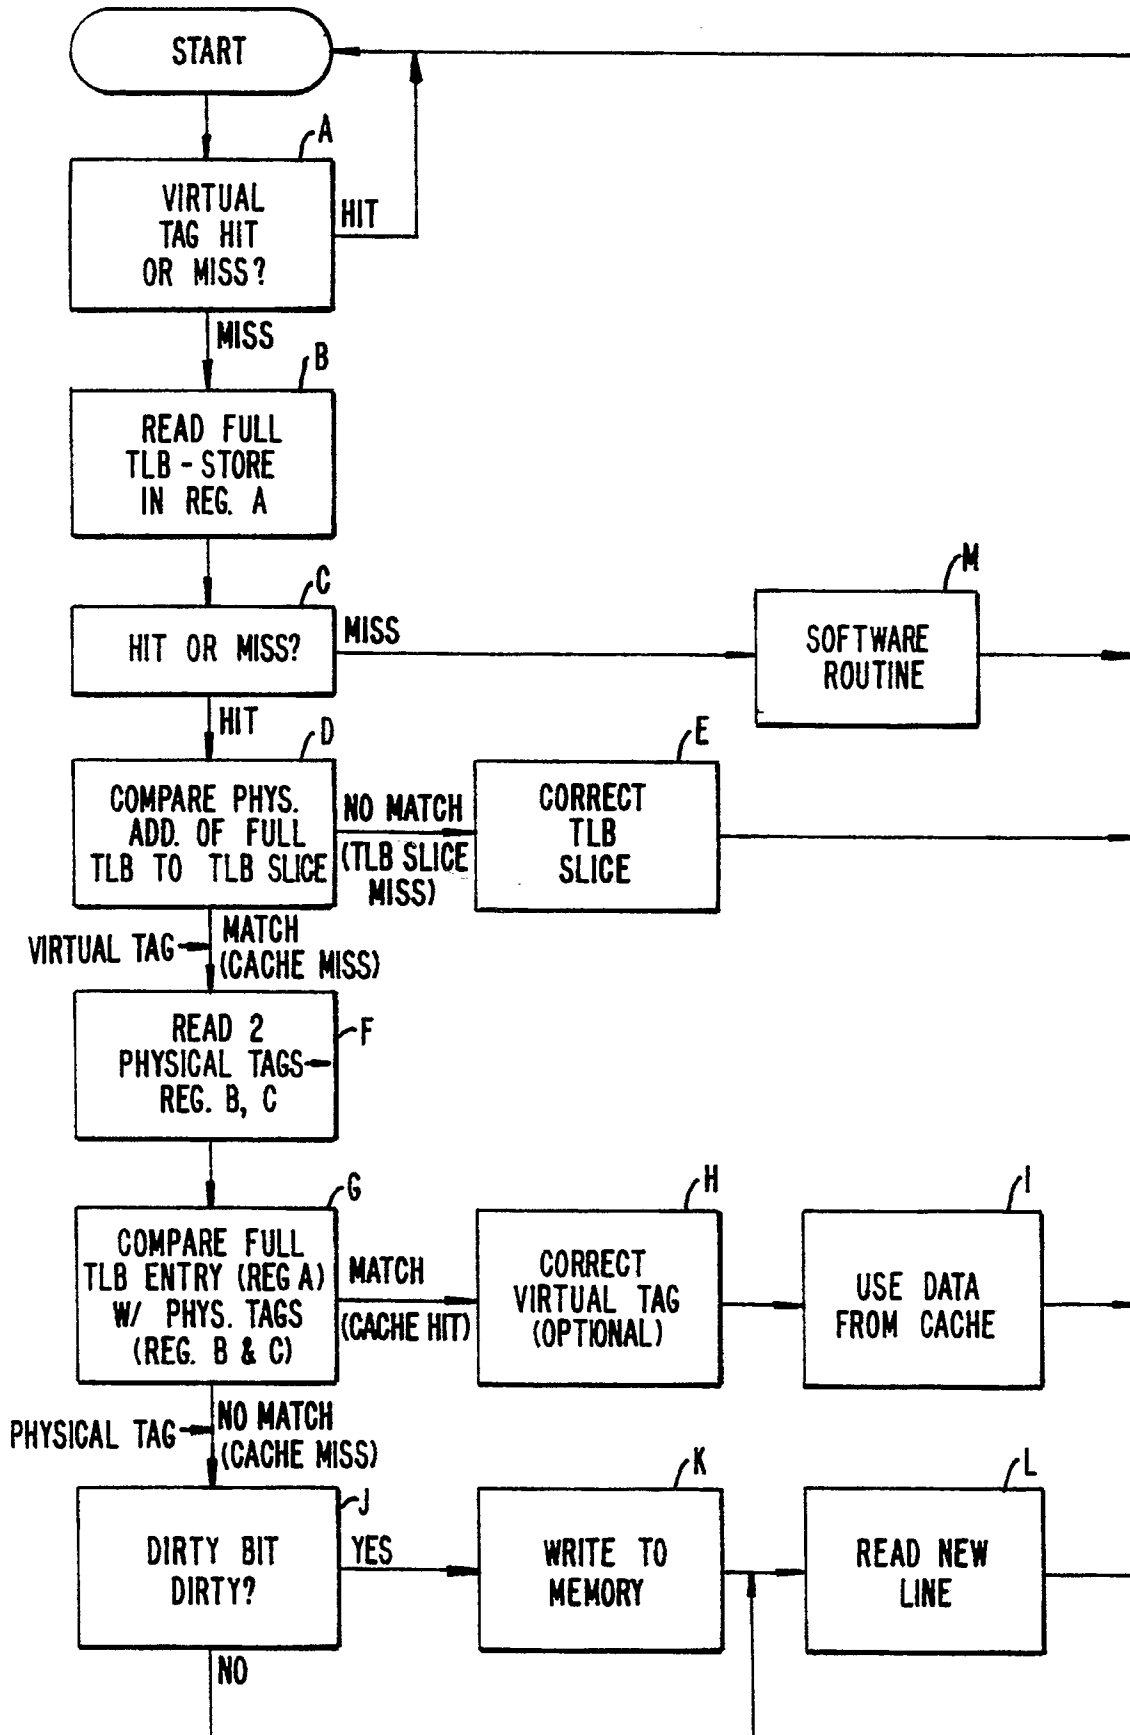 START
A
VIRTUAL
TAG HIT
OR MISS?
HIT
MISS
B
READ FULL
TLB - STORE
IN REG. A
C
HIT OR MISS?
MISS
M
SOFTWARE
ROUTINE
HIT
D
COMPARE PHYS.
ADD. OF FULL
TLB TO TLB SLICE
NO MATCH
(TLB SLICE
MISS)
E
CORRECT
TLB
SLICE
VIRTUAL TAG
MATCH
(CACHE MISS)
F
READ 2
PHYSICAL TAGS
REG. B, C
G
COMPARE FULL
TLB ENTRY (REG A)
W/ PHYS. TAGS
(REG. B & C)
MATCH
(CACHE HIT)
H
CORRECT
VIRTUAL TAG
(OPTIONAL)
I
USE DATA
FROM CACHE
PHYSICAL TAG
NO MATCH
(CACHE MISS)
J
DIRTY BIT
DIRTY?
YES
K
WRITE TO
MEMORY
L
READ NEW
LINE
NO